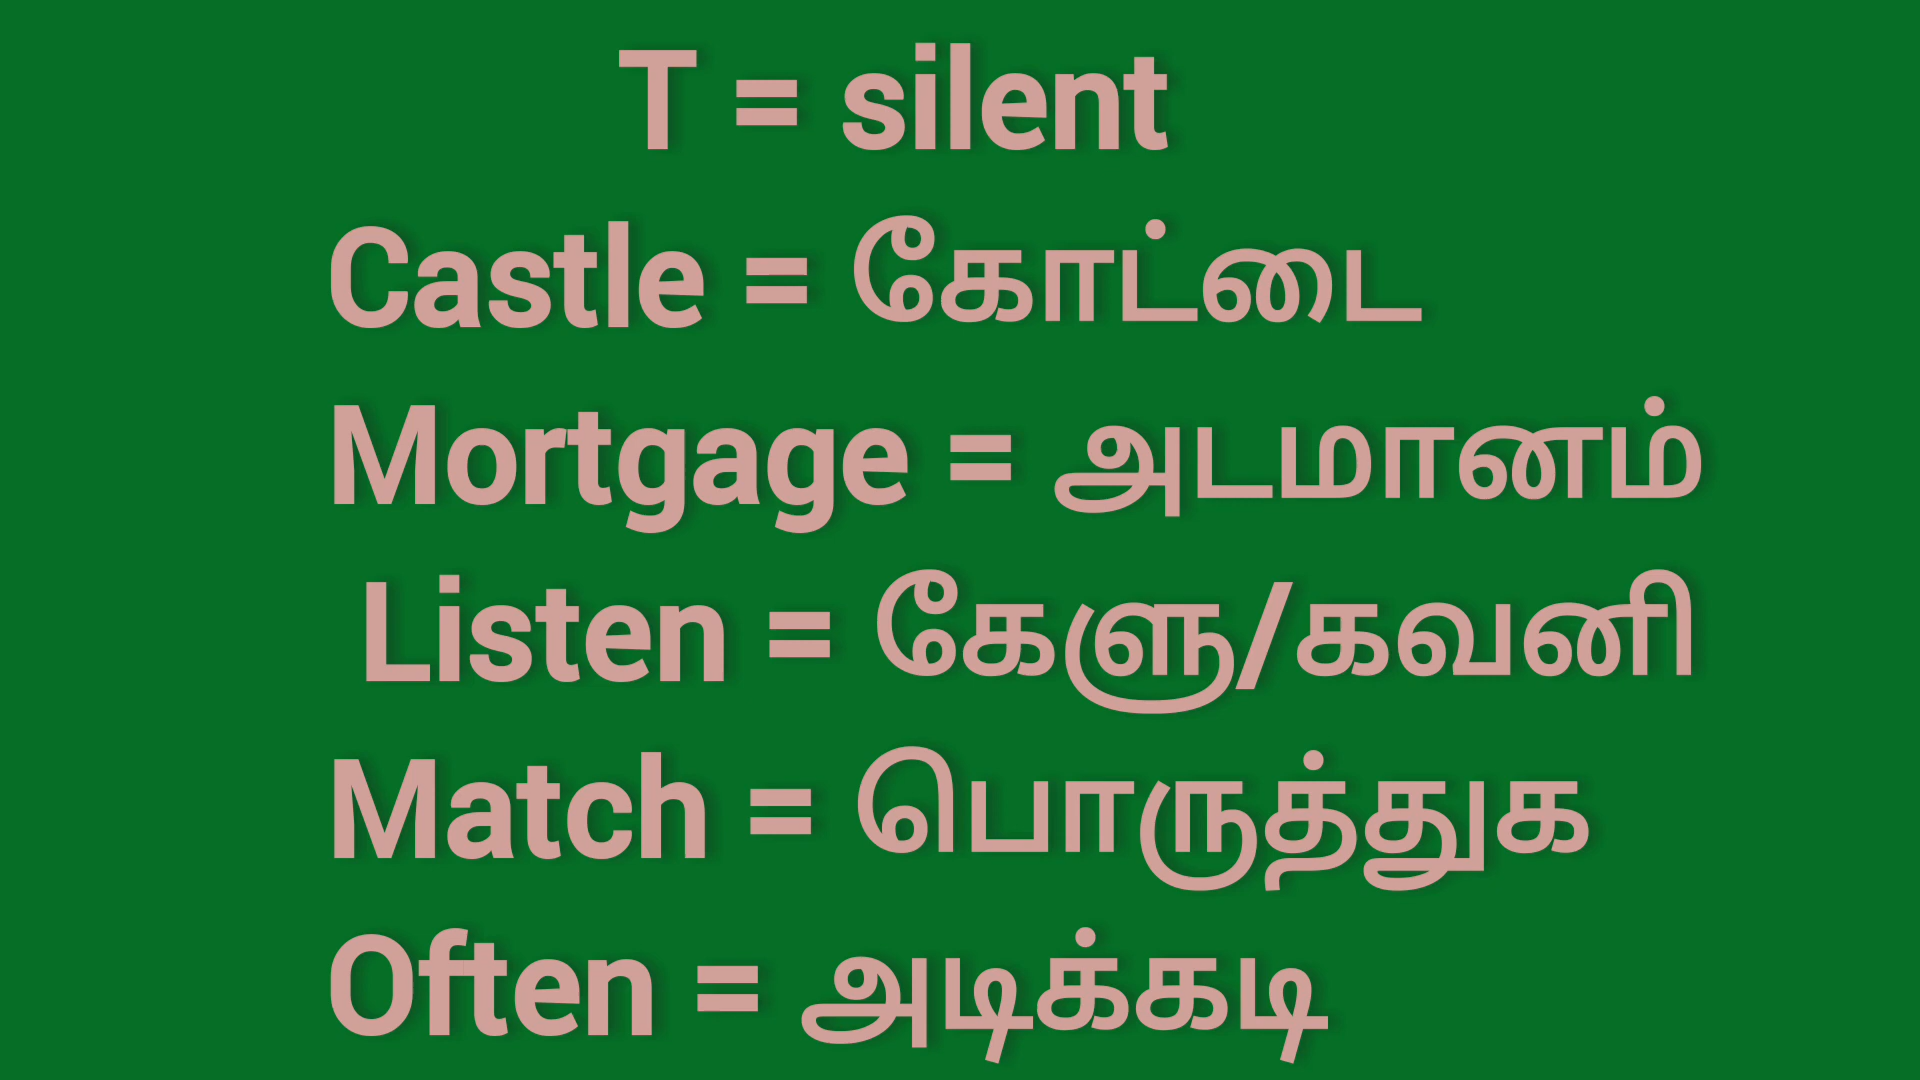 T = silent
Castle = கோட்டை
Mortgage = அடமானம்
Listen = கேளு/கவனி
Match = பொருத்துக
Often = அடிக்கடி